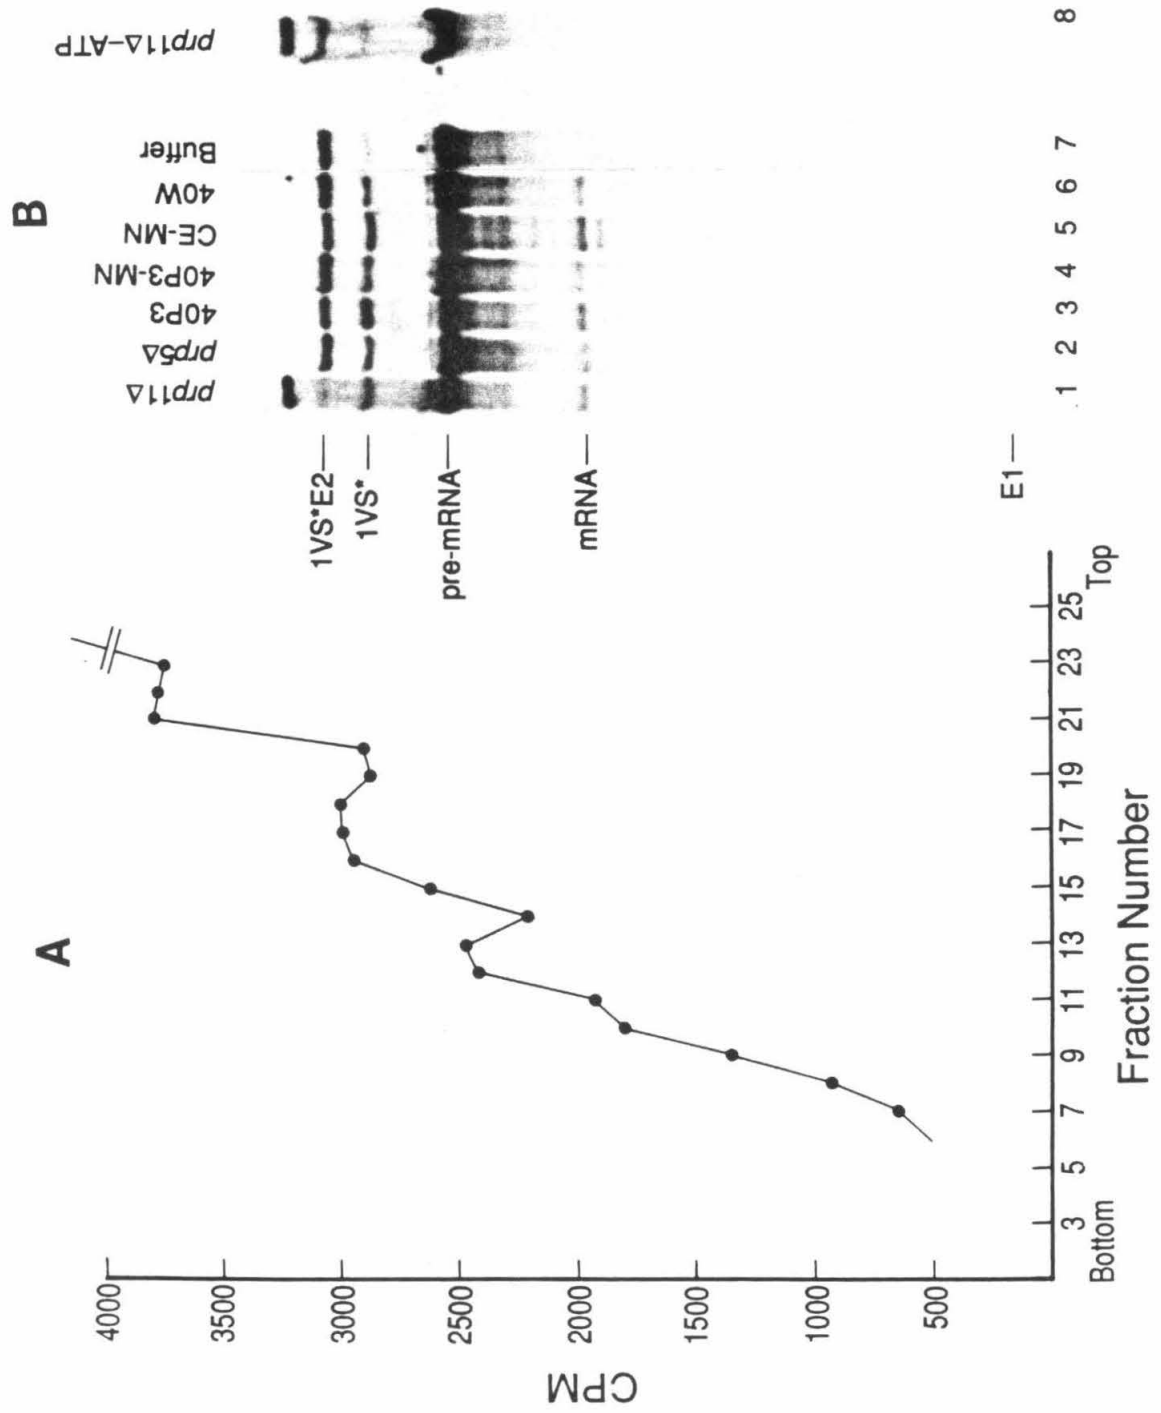 A
CPM
4000
3500
3000
2500
2000
1500
1000
500
3 5 7 9 11 13 15 17 19 21 23 25
Bottom Top
Fraction Number
B
prp11Δ prp5Δ 40P3 40P3-MN CE-MN 40W Buffer prp11Δ–ATP
1VS*E2
1VS*
pre-mRNA
mRNA
E1
1 2 3 4 5 6 7 8